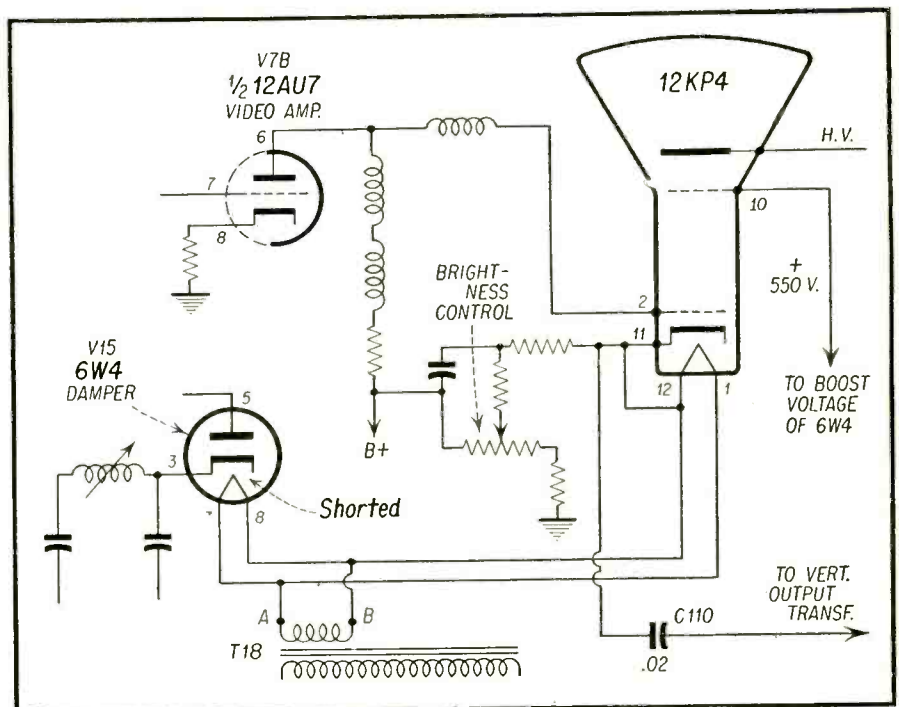 V7B
½ 12AU7
VIDEO AMP.
6
7
8
12KP4
H.V.
10
+
550 V.
TO BOOST
VOLTAGE
OF 6W4
BRIGHT-
NESS
CONTROL
2
11
12
1
V15
6W4
DAMPER
5
3
8
Shorted
B+
A
B
T18
C110
.02
TO VERT.
OUTPUT
TRANSF.